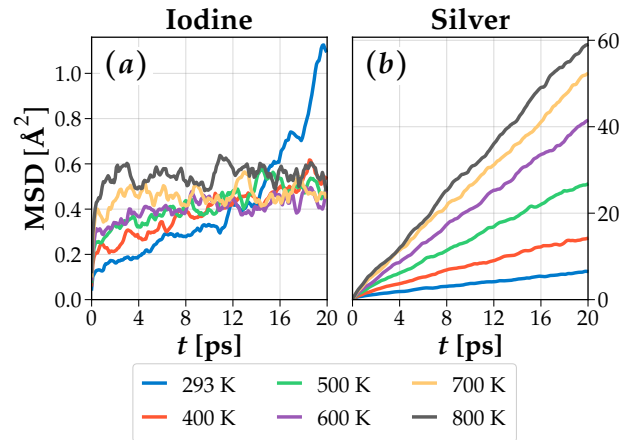 Iodine Silver
(a) (b)
MSD [Å²]
1.0
0.8
0.6
0.4
0.2
0.0
60
40
20
0
0 4 8 12 16 20
0 4 8 12 16 20
t [ps] t [ps]
293 K 500 K 700 K
400 K 600 K 800 K